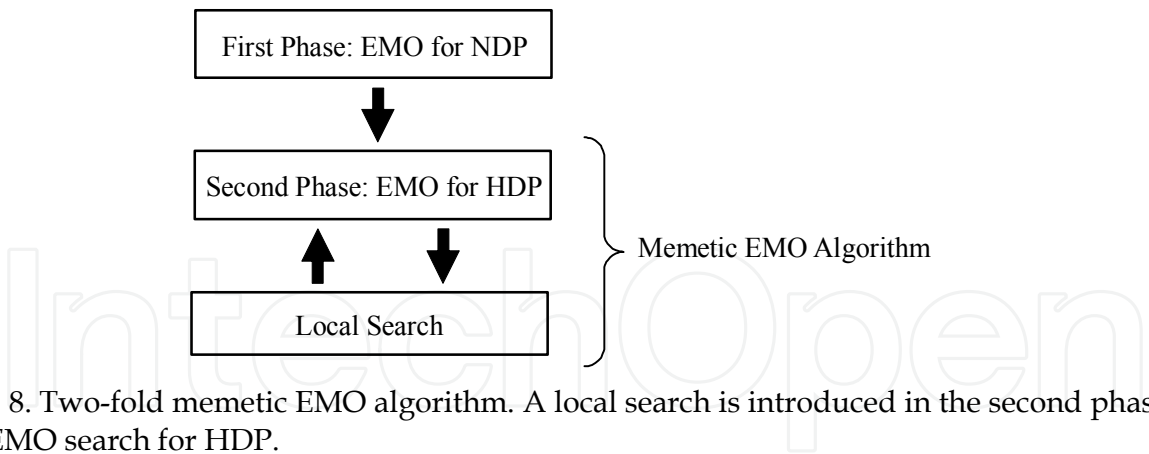 First Phase: EMO for NDP
Second Phase: EMO for HDP
Memetic EMO Algorithm
Local Search
IntechOpen
8. Two-fold memetic EMO algorithm. A local search is introduced in the second phas
EMO search for HDP.